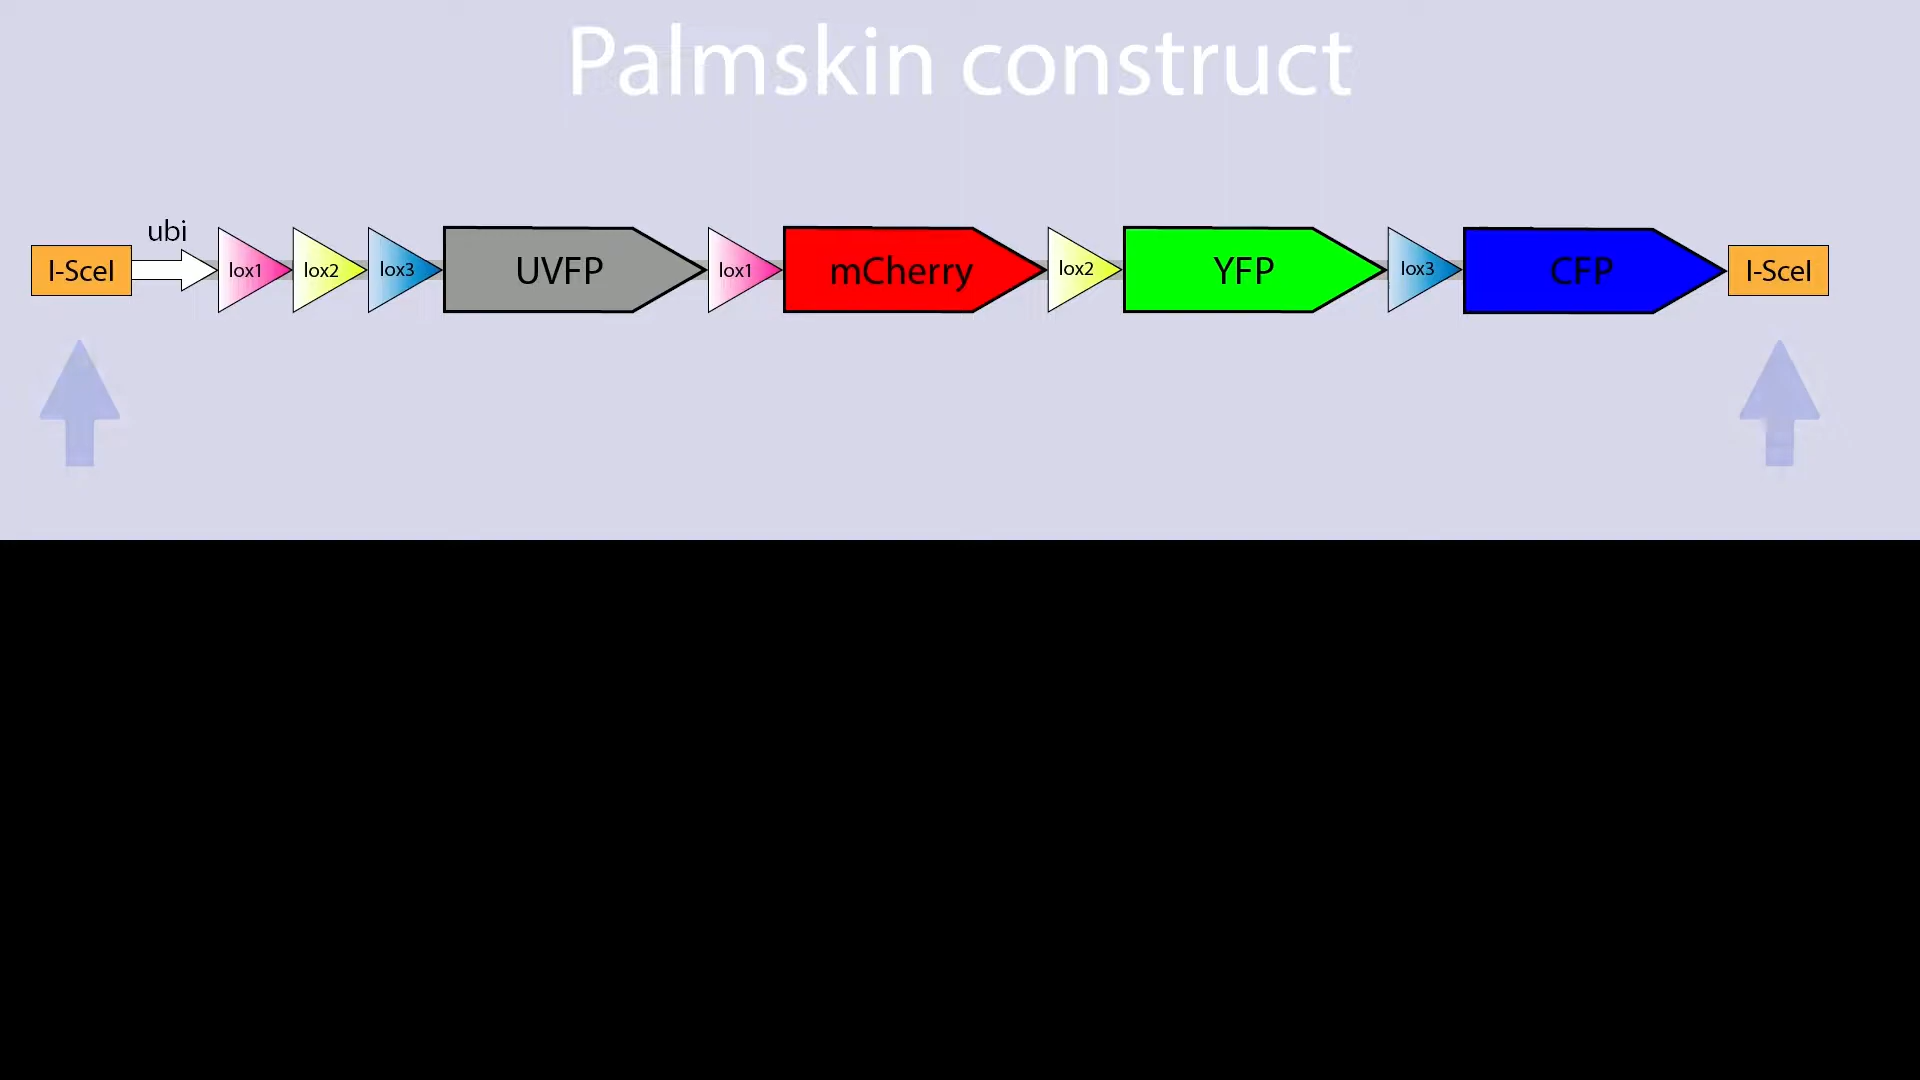 Palmskin construct
ubi
I-SceI lox1 lox2 lox3 UVFP lox1 mCherry lox2 YFP lox3 CFP I-SceI